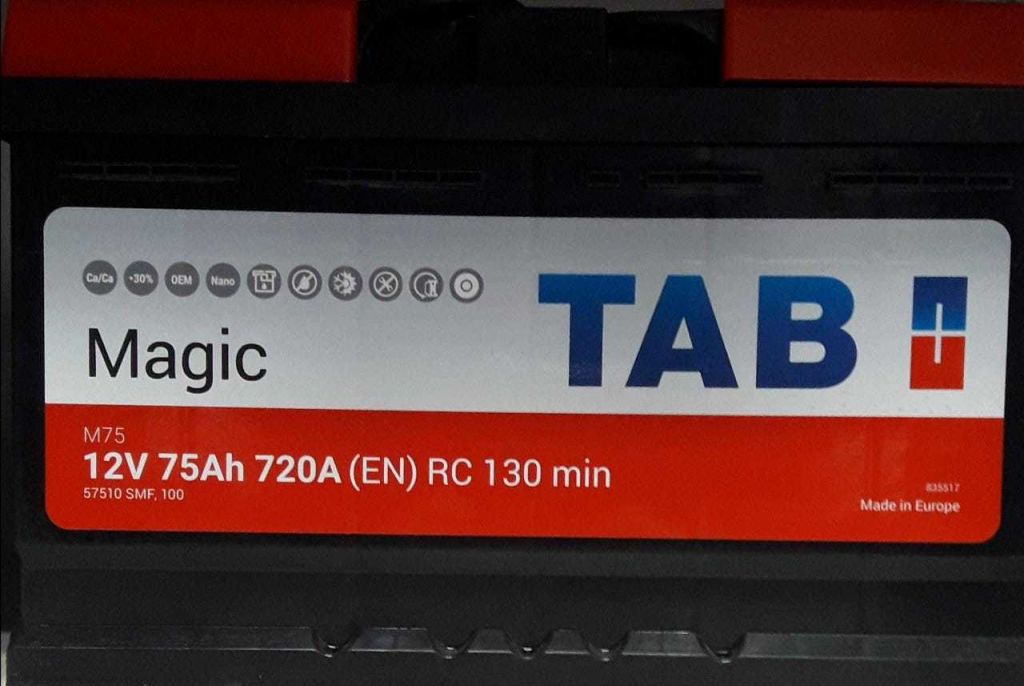 Ca/Ca +30% OEM Nano
TAB
Magic
M75
12V 75Ah 720A (EN) RC 130 min
57510 SMF, 100
835517
Made in Europe